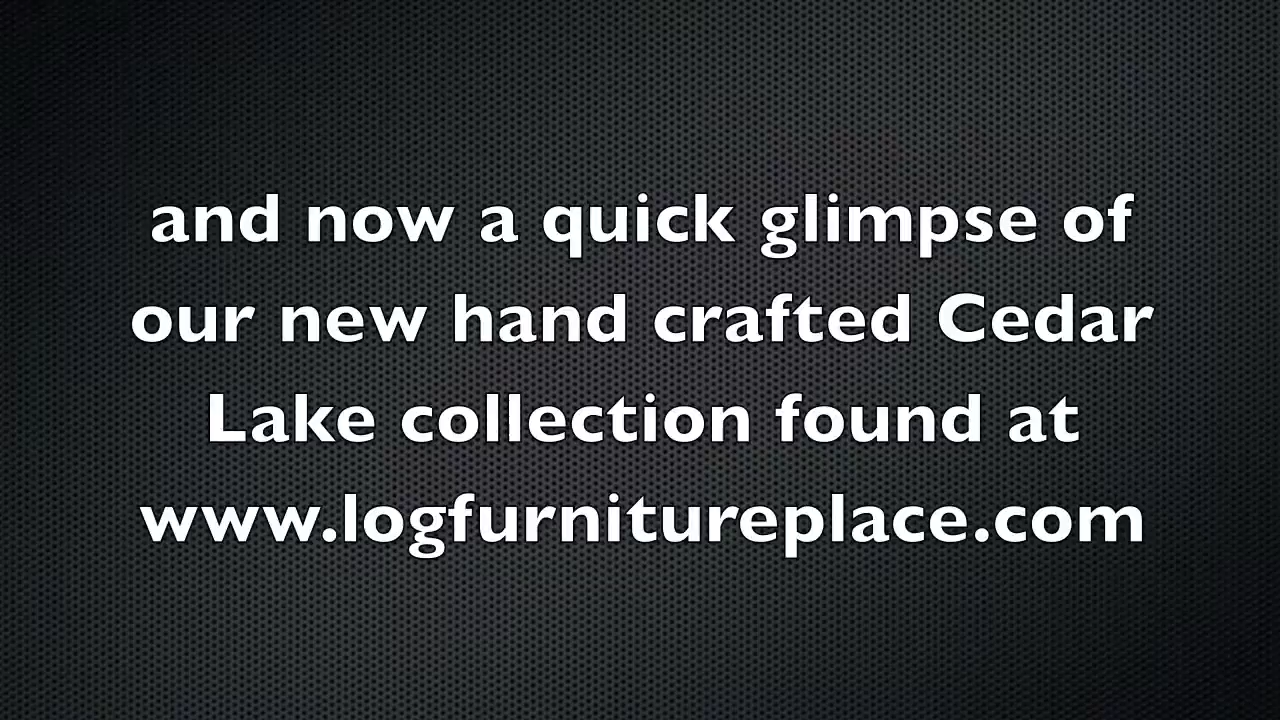 and now a quick glimpse of
our new hand crafted Cedar
Lake collection found at
www.logfurnitureplace.com